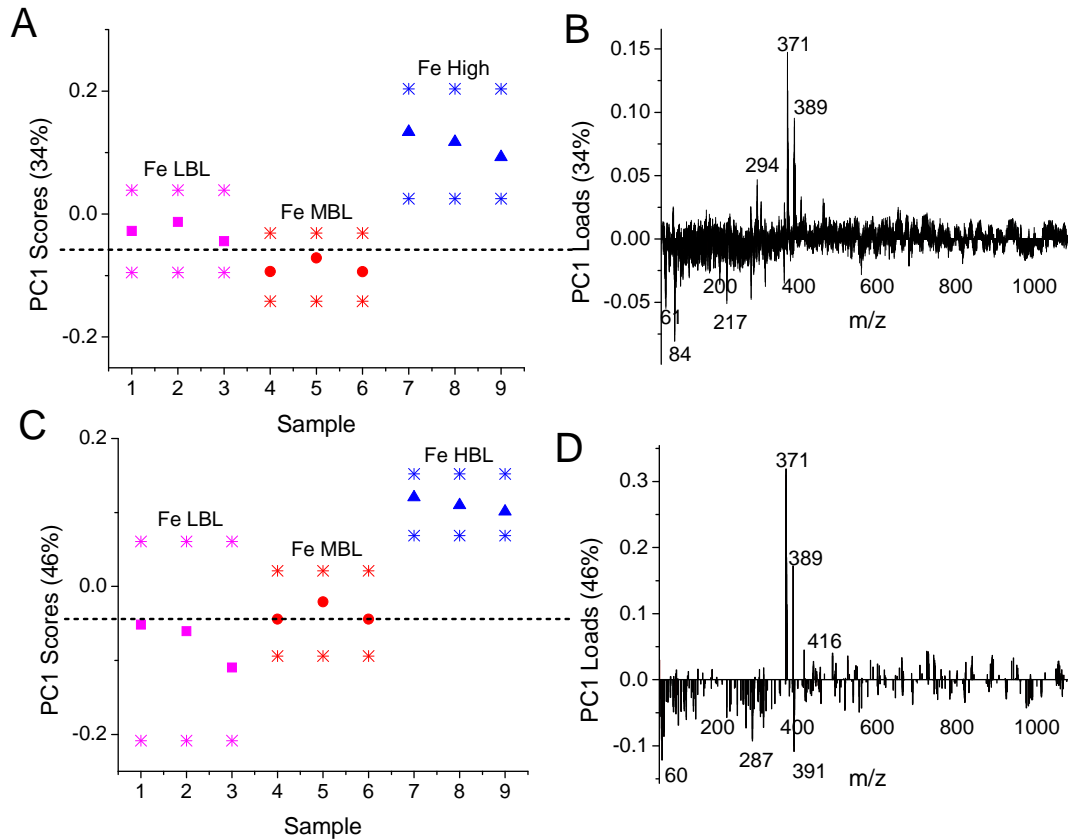 A
PC1 Scores (34%)
0.2
0.0
-0.2
Fe LBL
Fe MBL
Fe High
1 2 3 4 5 6 7 8 9
Sample
B
PC1 Loads (34%)
0.15
0.10
0.05
0.00
-0.05
371
389
294
200 400 600 800 1000
61
217
84
m/z
C
PC1 Scores (46%)
0.2
0.0
-0.2
Fe LBL
Fe MBL
Fe HBL
1 2 3 4 5 6 7 8 9
Sample
D
PC1 Loads (46%)
0.3
0.2
0.1
0.0
-0.1
371
389
416
200 400 600 800 1000
287
391
60
m/z